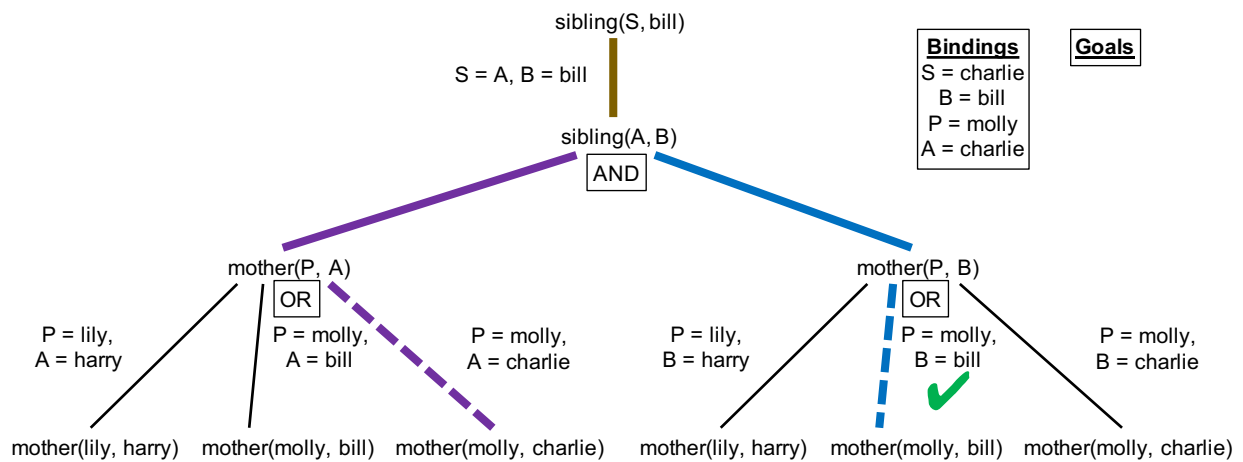 sibling(S, bill)
S = A, B = bill
Bindings
S = charlie
B = bill
P = molly
A = charlie
Goals
sibling(A, B)
AND
mother(P, A)
OR
mother(P, B)
OR
P = lily,
A = harry
P = molly,
A = bill
P = molly,
A = charlie
P = lily,
B = harry
P = molly,
B = bill
P = molly,
B = charlie
mother(lily, harry)
mother(molly, bill)
mother(molly, charlie)
mother(lily, harry)
mother(molly, bill)
mother(molly, charlie)